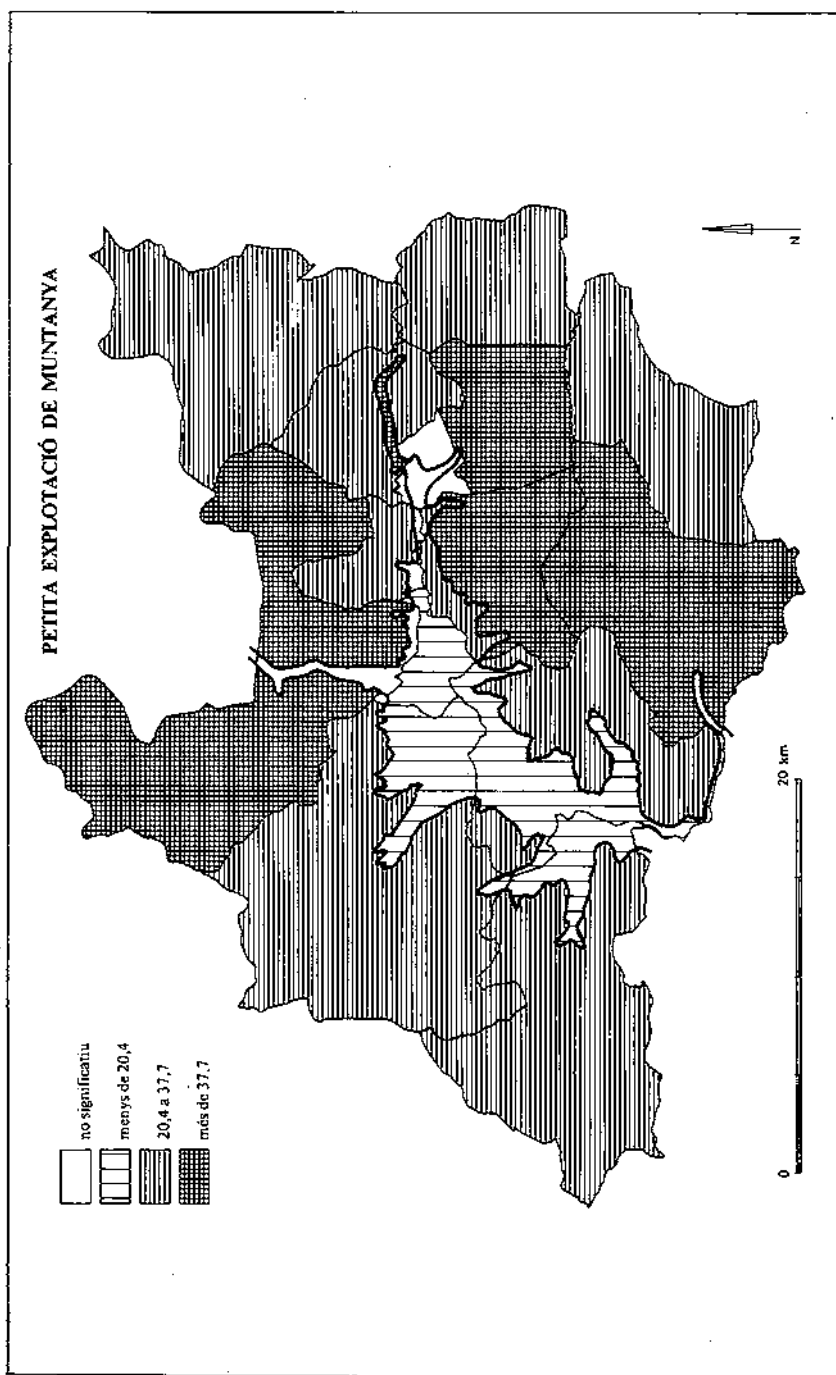 PETITA EXPLOTACIÓ DE MUNTANYA
no significatiu
menys de 20,4
20,4 a 37,7
més de 37,7
0
20 km
N